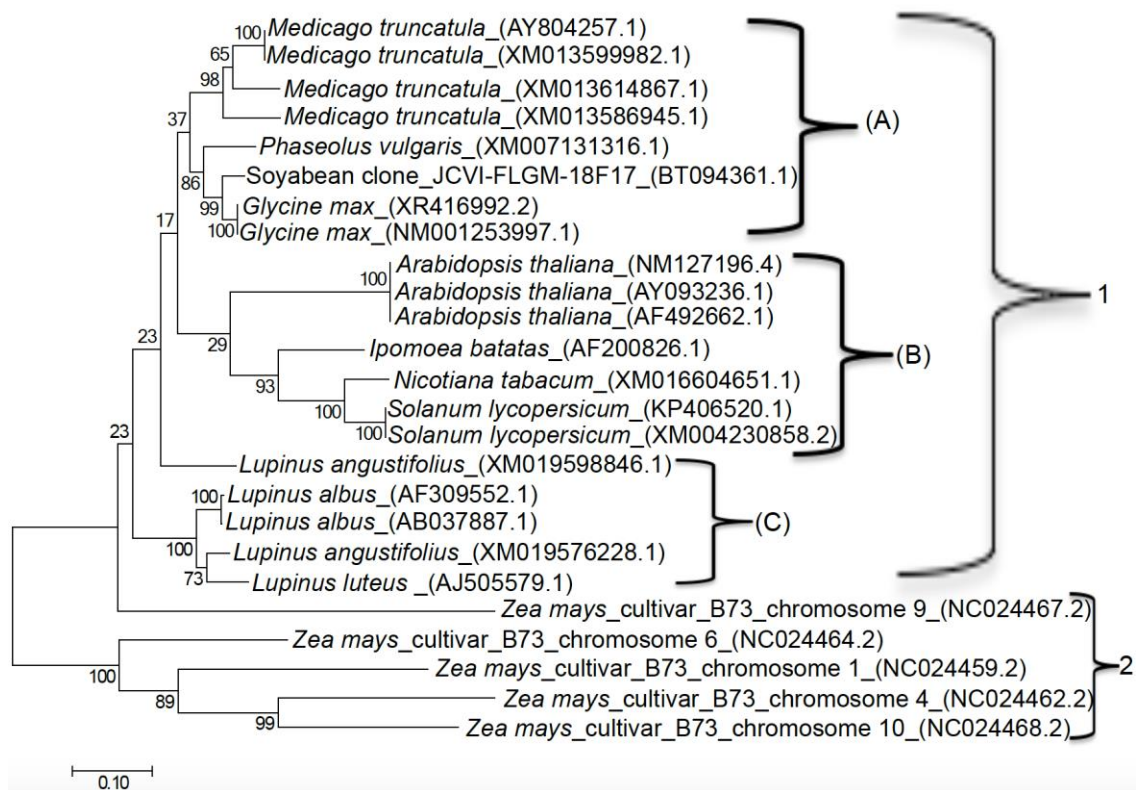 100 Medicago truncatula_(AY804257.1)
65 Medicago truncatula_(XM013599982.1)
98 Medicago truncatula_(XM013614867.1)
Medicago truncatula_(XM013586945.1)
(A)
37
Phaseolus vulgaris_(XM007131316.1)
86 Soyabean clone_JCVI-FLGM-18F17_(BT094361.1)
99 Glycine max_(XR416992.2)
17 100 Glycine max_(NM001253997.1)
Arabidopsis thaliana_(NM127196.4)
100 Arabidopsis thaliana_(AY093236.1)
1
Arabidopsis thaliana_(AF492662.1)
23 29
Ipomoea batatas_(AF200826.1)
(B)
93 Nicotiana tabacum_(XM016604651.1)
100 Solanum lycopersicum_(KP406520.1)
23 100 Solanum lycopersicum_(XM004230858.2)
Lupinus angustifolius_(XM019598846.1)
100 Lupinus albus_(AF309552.1)
Lupinus albus_(AB037887.1)
(C)
100 Lupinus angustifolius_(XM019576228.1)
73 Lupinus luteus _(AJ505579.1)
Zea mays_cultivar_B73_chromosome 9_(NC024467.2)
Zea mays_cultivar_B73_chromosome 6_(NC024464.2)
100 Zea mays_cultivar_B73_chromosome 1_(NC024459.2)
2
89 Zea mays_cultivar_B73_chromosome 4_(NC024462.2)
99 Zea mays_cultivar_B73_chromosome 10_(NC024468.2)
0.10